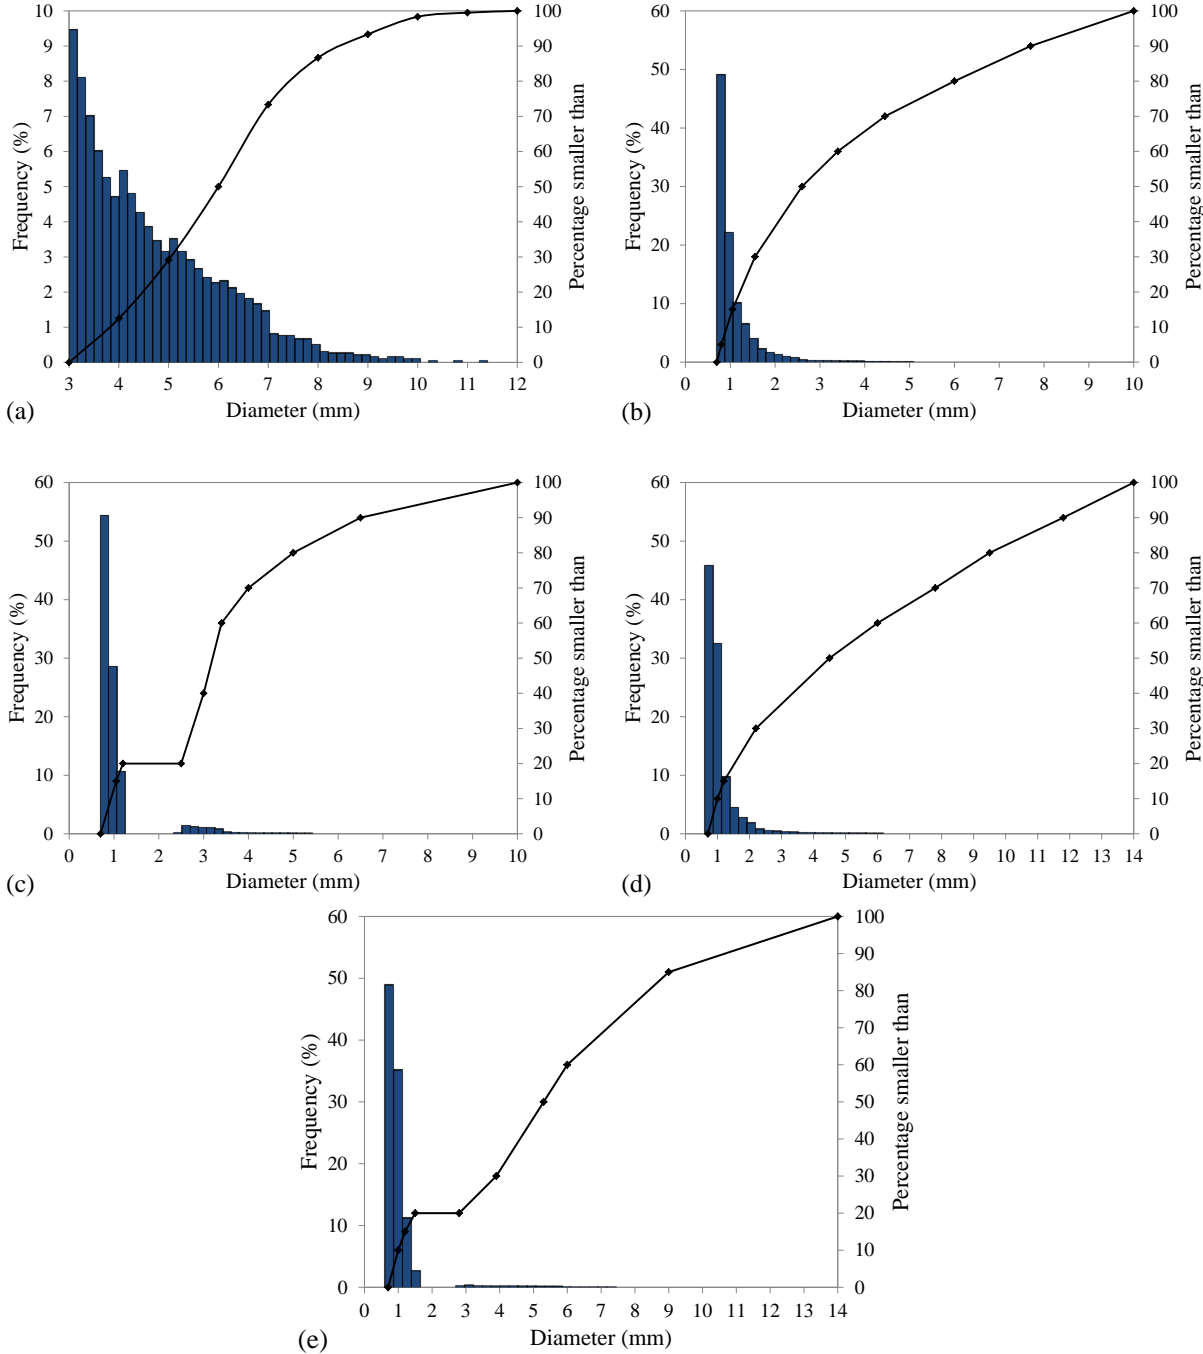 10 100
9 90
8 80
7 70
6 60
5 50
4 40
3 30
2 20
1 10
0 0
3 4 5 6 7 8 9 10 11 12
Frequency (%)
Percentage smaller than
Diameter (mm)
(a)
60 100
90
50 80
70
40 60
30 50
40
20 30
20
10 10
0 0
0 1 2 3 4 5 6 7 8 9 10
Frequency (%)
Percentage smaller than
Diameter (mm)
(b)
60 100
90
50 80
70
40 60
30 50
40
20 30
20
10 10
0 0
0 1 2 3 4 5 6 7 8 9 10
Frequency (%)
Percentage smaller than
Diameter (mm)
(c)
60 100
90
50 80
70
40 60
30 50
40
20 30
20
10 10
0 0
0 1 2 3 4 5 6 7 8 9 10 11 12 13 14
Frequency (%)
Percentage smaller than
Diameter (mm)
(d)
60 100
90
50 80
70
40 60
30 50
40
20 30
20
10 10
0 0
0 1 2 3 4 5 6 7 8 9 10 11 12 13 14
Frequency (%)
Percentage smaller than
Diameter (mm)
(e)